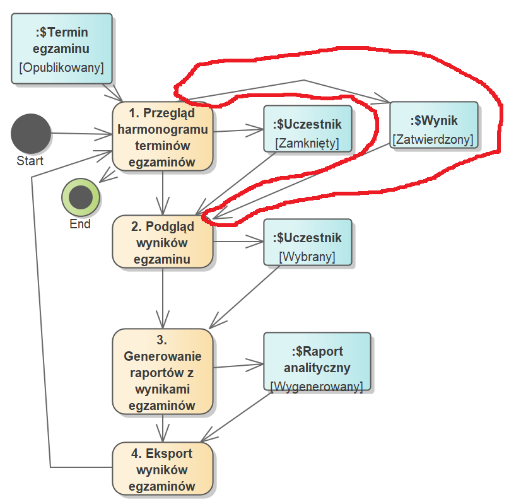 :$Termin
egzaminu
[Opublikowany]
1. Przegląd
harmonogramu
terminów
egzaminów
:$Uczestnik
[Zamknięty]
:$Wynik
[Zatwierdzony]
Start
End
2. Podgląd
wyników
egzaminu
:$Uczestnik
[Wybrany]
3.
Generowanie
raportów z
wynikami
egzaminów
:$Raport
analityczny
[Wygenerowany]
4. Eksport
wyników
egzaminów